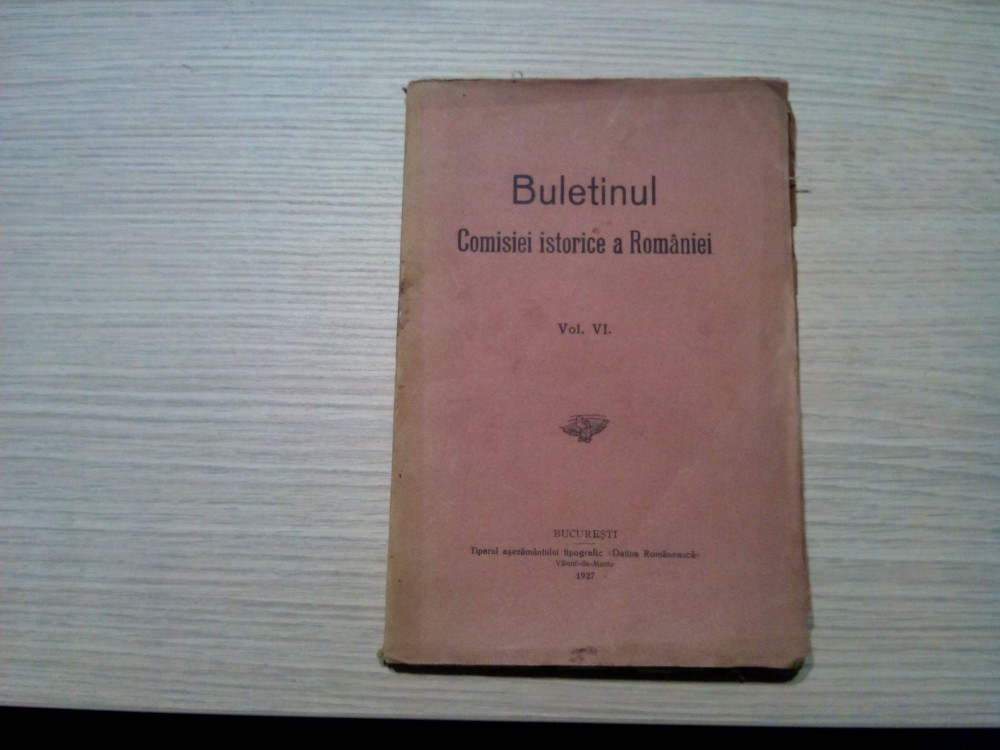 Buletinul
Comisiei istorice a României
Vol. VI.
BUCUREȘTI
Tiparul așezământului tipografic «Datina Românească»
Vălenii-de-Munte
1927